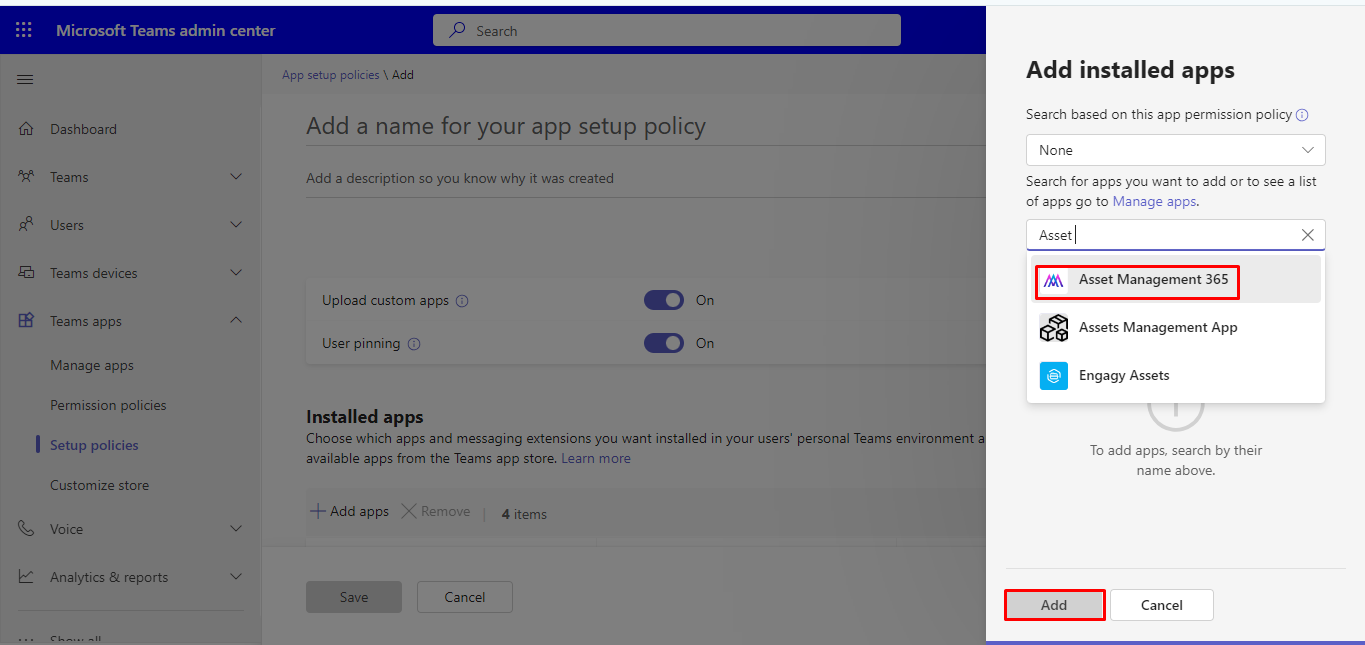 Microsoft Teams admin center
Search
App setup policies \ Add
Dashboard
Teams
Users
Teams devices
Teams apps
Manage apps
Permission policies
Setup policies
Customize store
Voice
Analytics & reports
Show all
Add a name for your app setup policy
Add a description so you know why it was created
Upload custom apps
On
User pinning
On
Installed apps
Choose which apps and messaging extensions you want installed in your users' personal Teams environment a
available apps from the Teams app store. Learn more
Add apps
Remove
4 items
Save
Cancel
Add installed apps
Search based on this app permission policy
None
Search for apps you want to add or to see a list
of apps go to Manage apps.
Asset
Asset Management 365
Assets Management App
Engagy Assets
To add apps, search by their
name above.
Add
Cancel